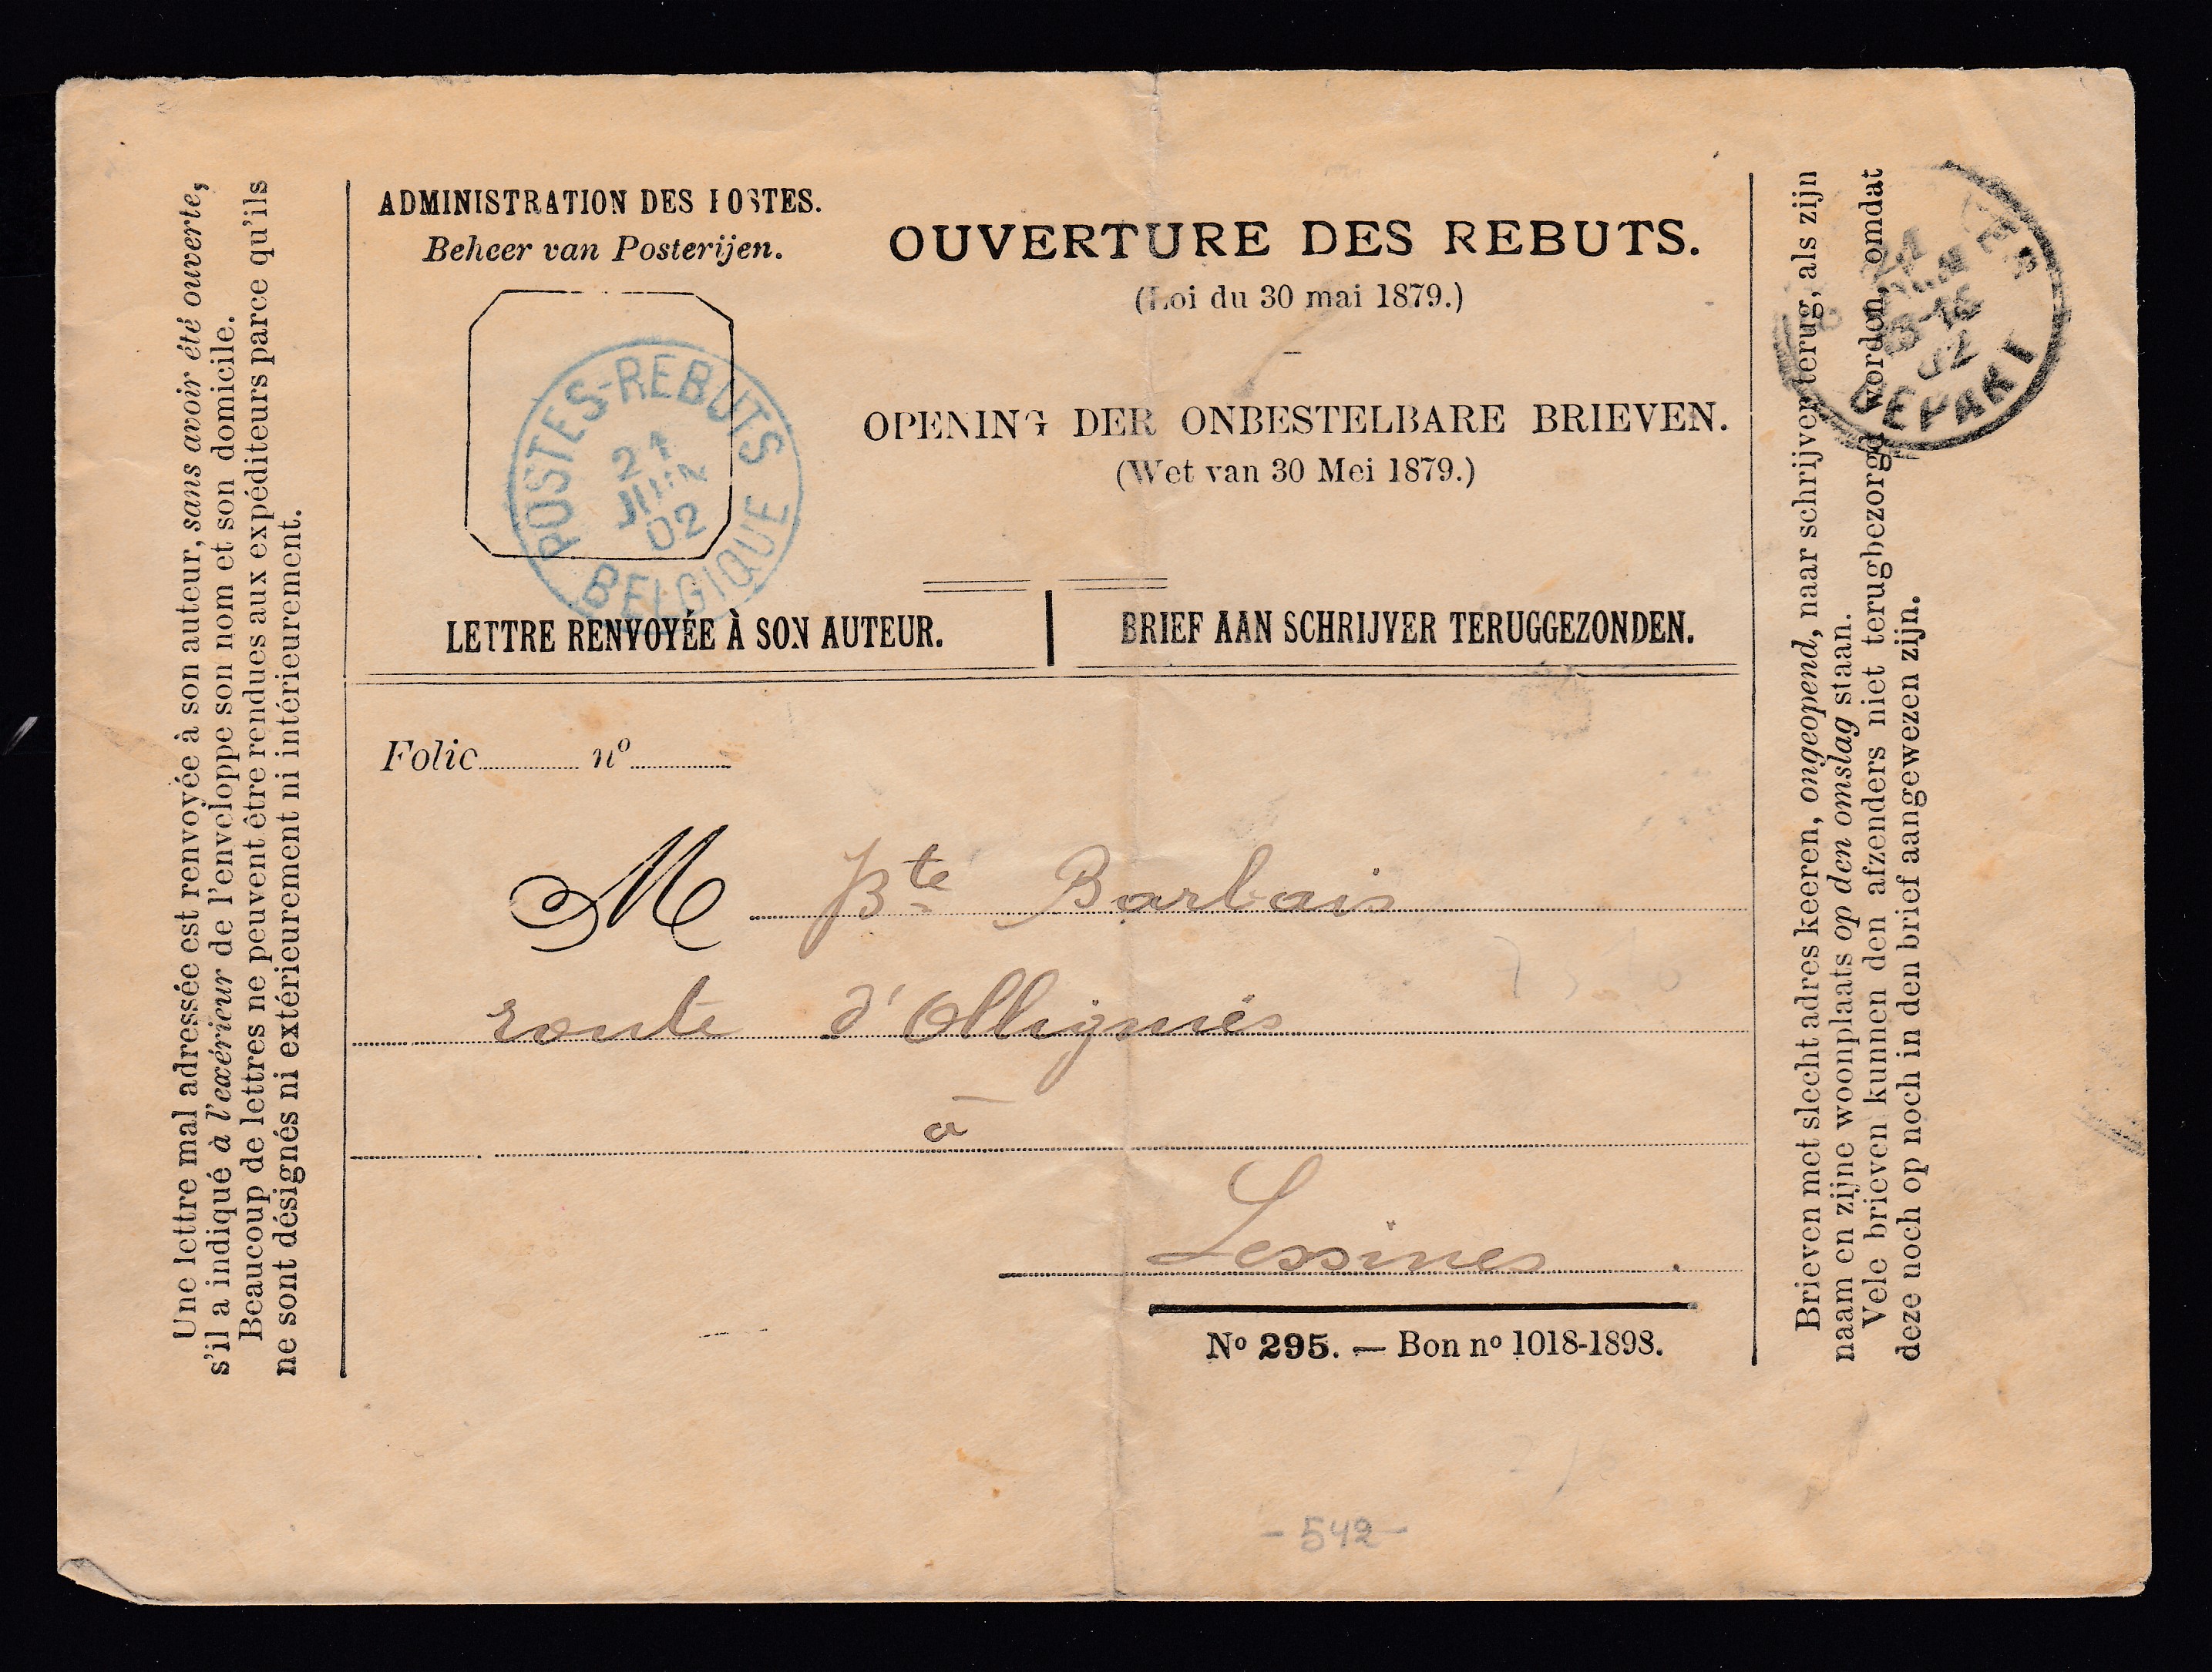 Une lettre mal adressée est renvoyée à son auteur, sans avoir été ouverte,
s'il a indiqué à l'exérieur de l'enveloppe son nom et son domicile.
Beaucoup de lettres ne peuvent être rendues aux expéditeurs parce qu'ils
ne sont désignés ni extérieurement ni intérieurement.
ADMINISTRATION DES POSTES.
Beheer van Posterijen.
OUVERTURE DES REBUTS.
(Loi du 30 mai 1879.)
OPENING DER ONBESTELBARE BRIEVEN.
(Wet van 30 Mei 1879.)
POSTES-REBUTS
21
JUIN
02
BELGIQUE
LETTRE RENVOYÉE À SON AUTEUR.
BRIEF AAN SCHRIJVER TERUGGEZONDEN.
Folio nº
M Bte Barbais
route d'Ollignies
à
Lessines
Nº 295. — Bon nº 1018-1898.
- 542 -
Brieven met slecht adres keeren, ongeopend, naar schrijver terug, als zijn
naam en zijne woonplaats op den omslag staan.
Vele brieven kunnen den afzenders niet terugbezorgd worden, omdat
deze noch op noch in den brief aangewezen zijn.
02
DEPART